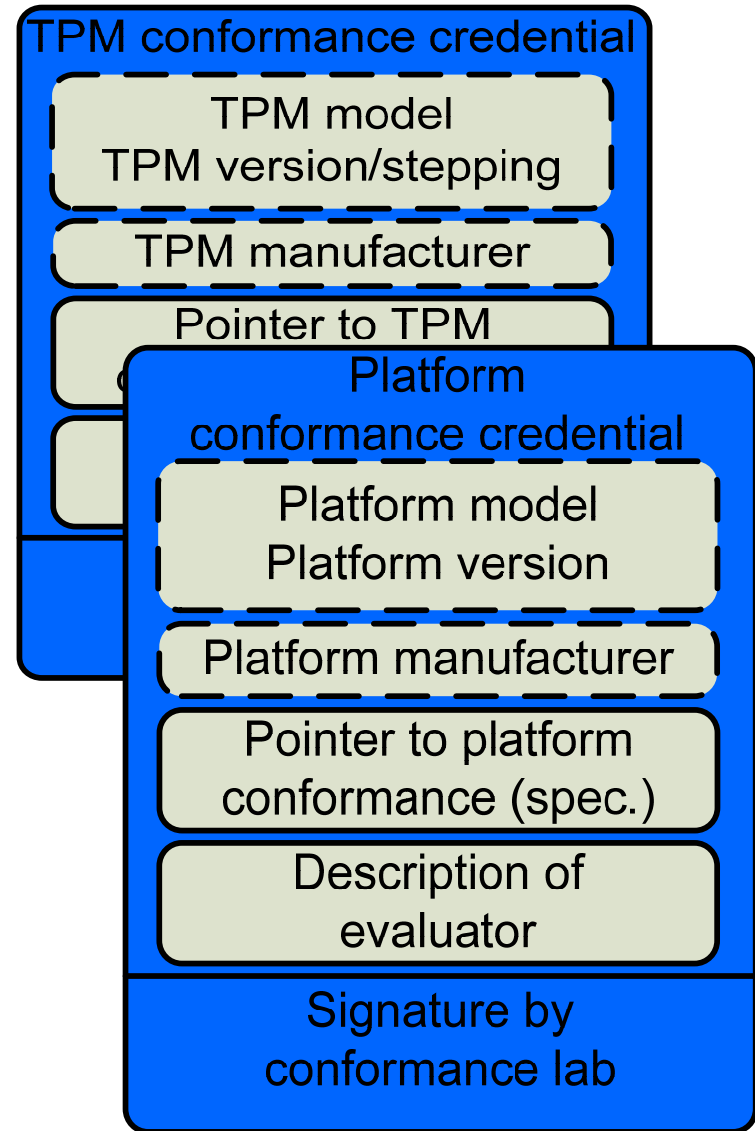 TPM conformance credential
TPM model
TPM version/stepping
TPM manufacturer
Pointer to TPM
Platform
conformance credential
Platform model
Platform version
Platform manufacturer
Pointer to platform
conformance (spec.)
Description of
evaluator
Signature by
conformance lab